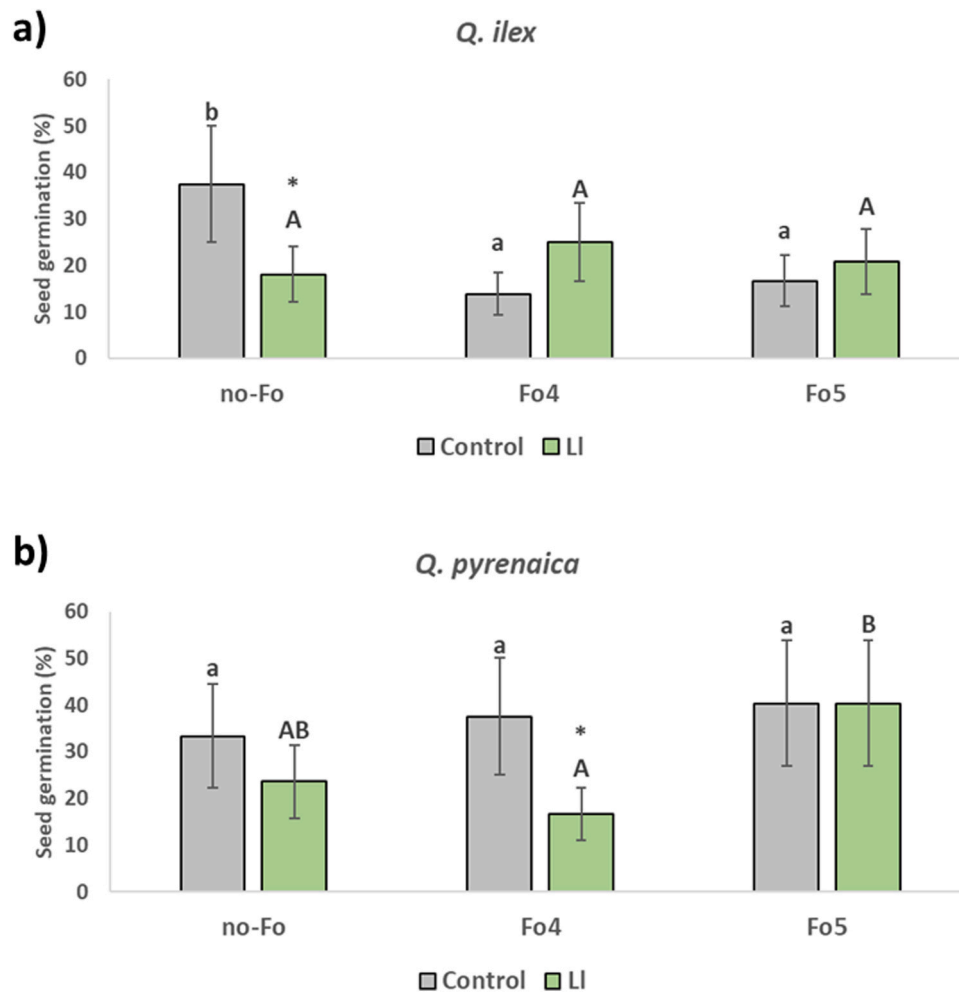 a)
Q. ilex
Seed germination (%)
60
50
40
30
20
10
0
b
*
A
a
A
a
A
no-Fo Fo4 Fo5
Control Ll
b)
Q. pyrenaica
Seed germination (%)
60
50
40
30
20
10
0
a
AB
a
*
A
a
B
no-Fo Fo4 Fo5
Control Ll